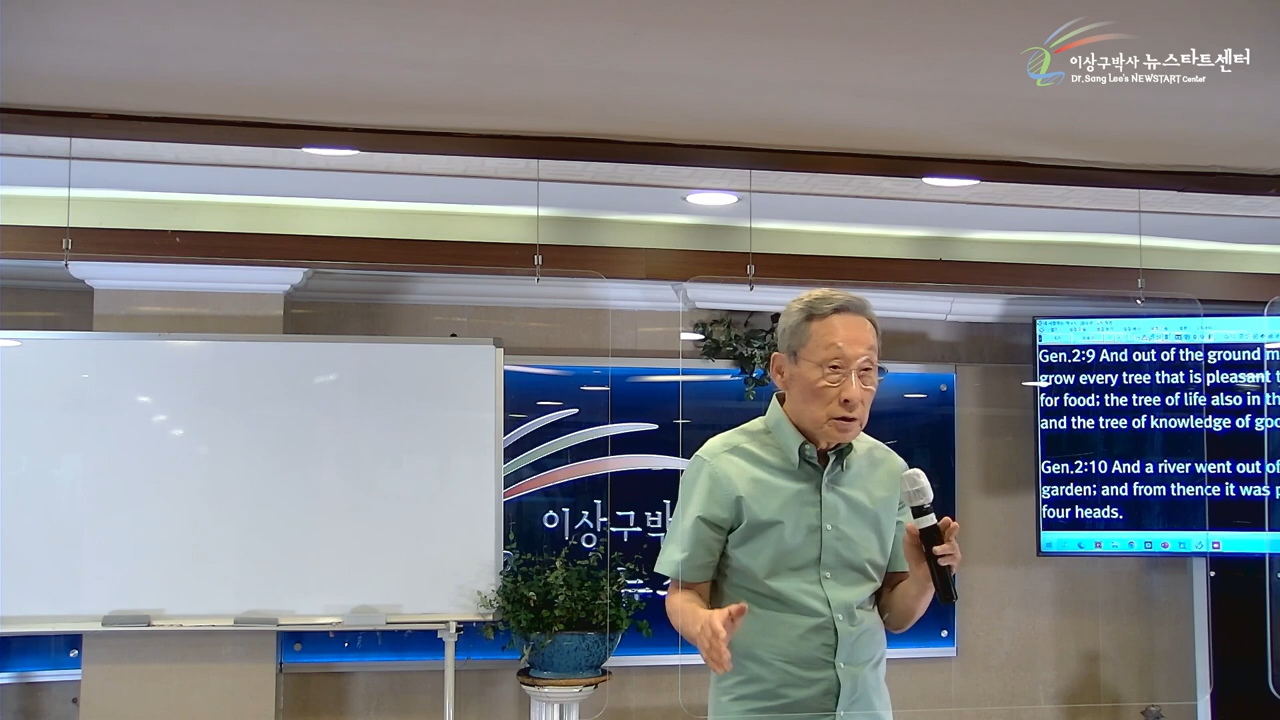 이상구박사 뉴스타트센터
Dr. Sang Lee's NEWSTART Center
Gen.2:9 And out of the ground
grow every tree that is pleasant
for food; the tree of life also in
and the tree of knowledge of
Gen.2:10 And a river went out of
garden; and from thence it was
four heads.
이상구박